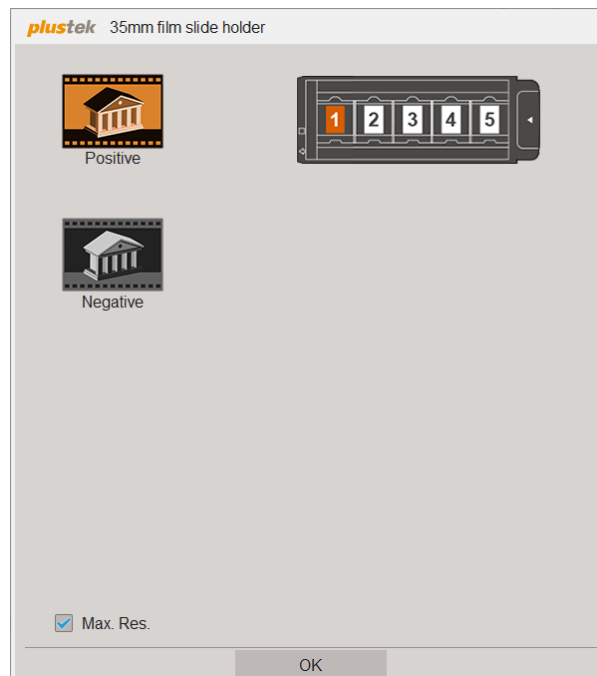 plustek 35mm film slide holder
1 2 3 4 5
Positive
Negative
Max. Res.
OK